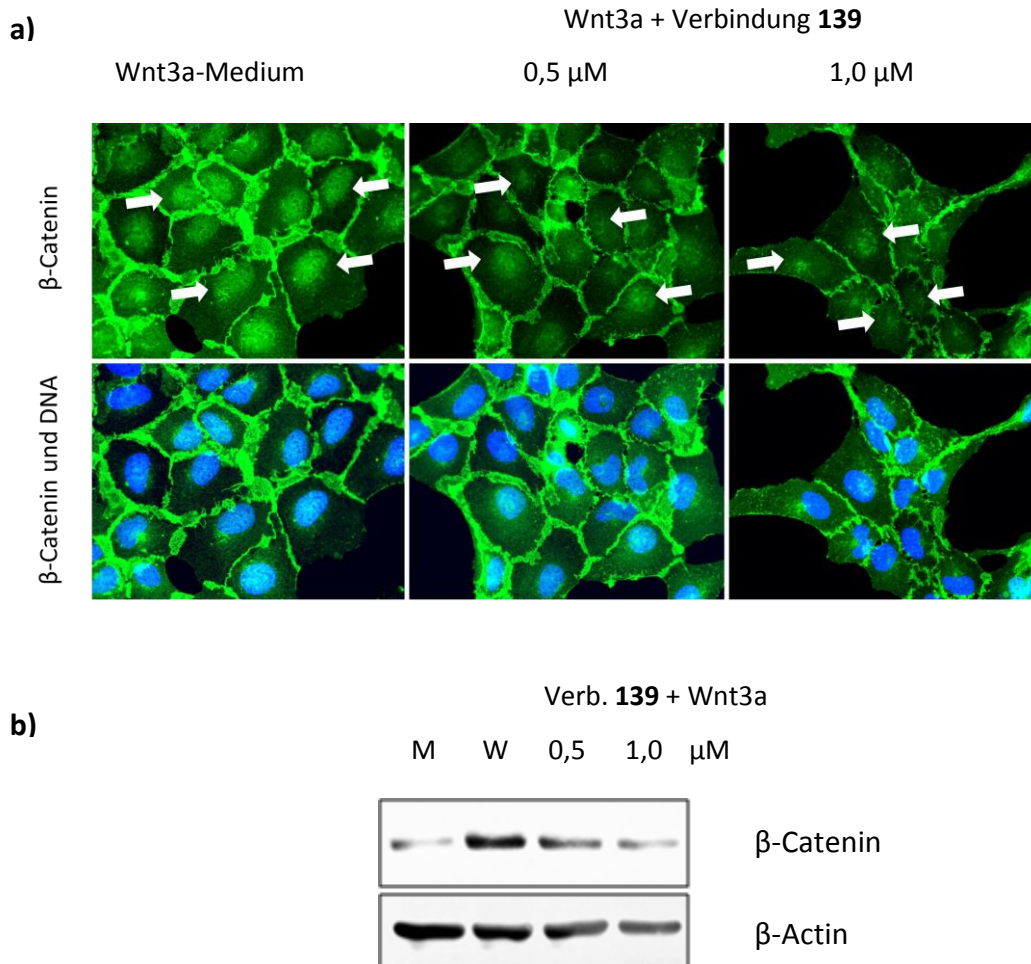 a)
Wnt3a + Verbindung 139
Wnt3a-Medium 0,5 µM 1,0 µM
β-Catenin
β-Catenin und DNA
b)
Verb. 139 + Wnt3a
M W 0,5 1,0 µM
β-Catenin
β-Actin